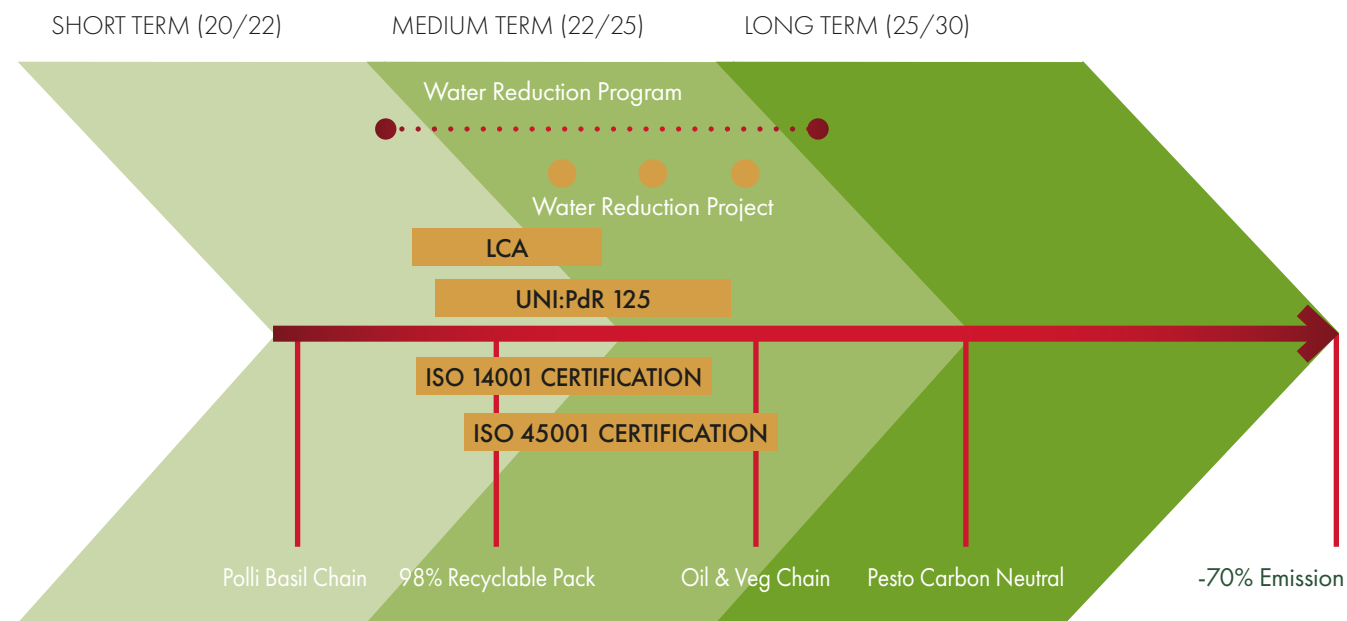 SHORT TERM (20/22)
MEDIUM TERM (22/25)
LONG TERM (25/30)
Water Reduction Program
Water Reduction Project
LCA
UNI:PdR 125
ISO 14001 CERTIFICATION
ISO 45001 CERTIFICATION
Polli Basil Chain
98% Recyclable Pack
Oil & Veg Chain
Pesto Carbon Neutral
-70% Emission